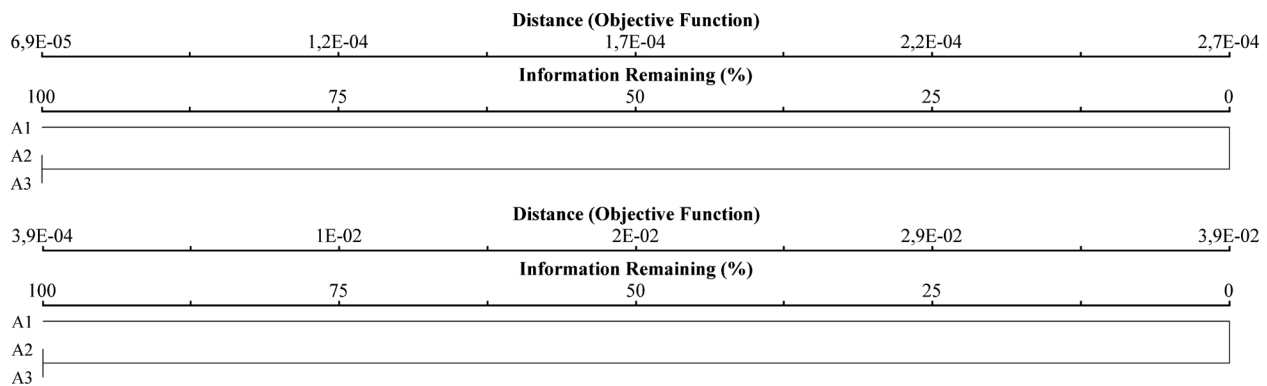 Distance (Objective Function)
6,9E-05 1,2E-04 1,7E-04 2,2E-04 2,7E-04
Information Remaining (%)
100 75 50 25 0
A1
A2
A3
Distance (Objective Function)
3,9E-04 1E-02 2E-02 2,9E-02 3,9E-02
Information Remaining (%)
100 75 50 25 0
A1
A2
A3